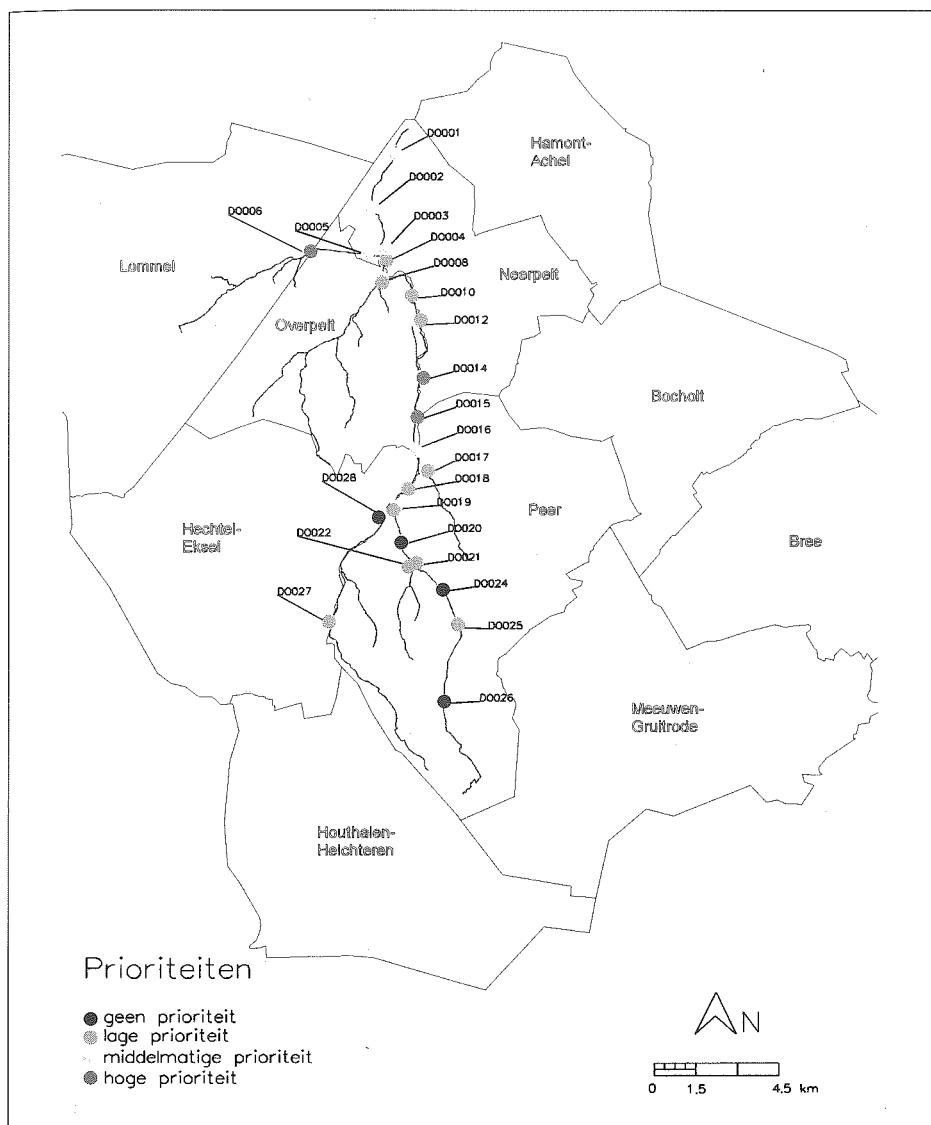 D0001
Hamont-
Achel
D0002
D0006
D0005
D0003
D0004
Lommel
D0008
Neerpelt
D0010
Overpelt
D0012
D0014
Bocholt
D0015
D0016
D0017
D0028
D0018
D0019
Peer
Hechtel-
Eksel
D0022
D0020
Bree
D0021
D0024
D0027
D0025
D0026
Meeuwen-
Gruitrode
Houthalen-
Helchteren
Prioriteiten
geen prioriteit
lage prioriteit
middelmatige prioriteit
hoge prioriteit
N
0 1.5 4.5 km